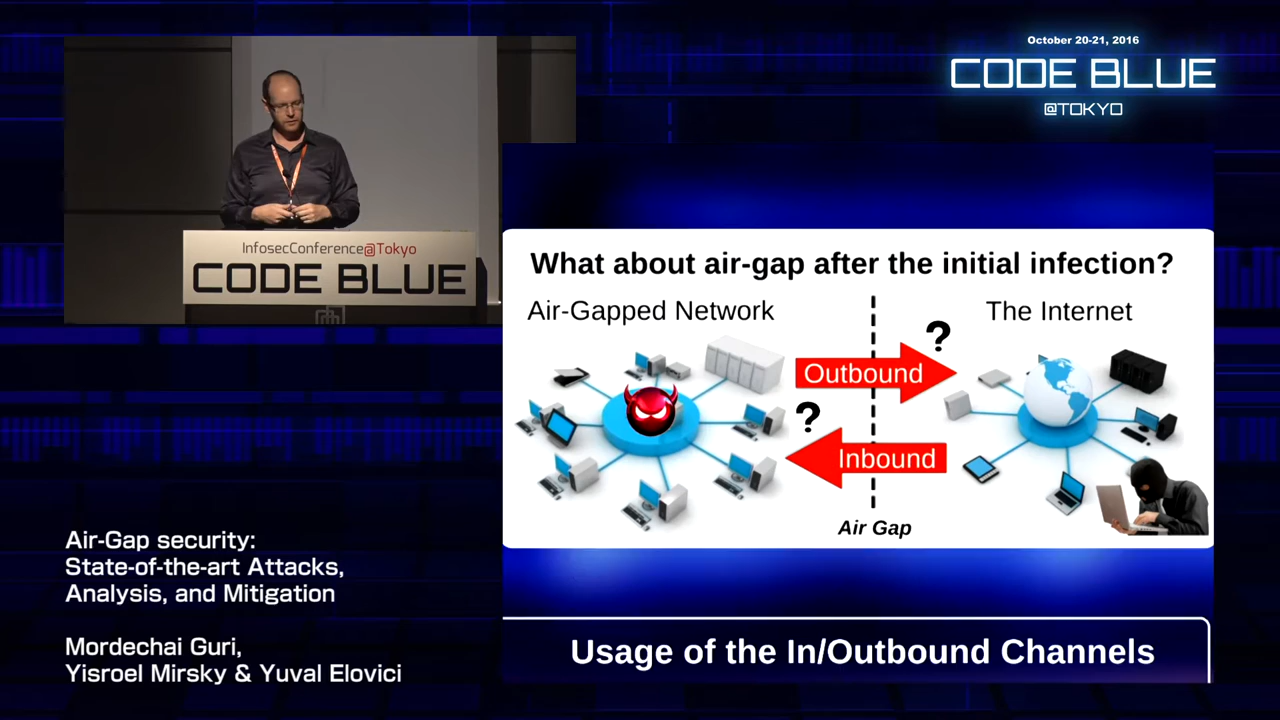 October 20-21, 2016
CODE BLUE
@TOKYO
InfosecConference@Tokyo
CODE BLUE
What about air-gap after the initial infection?
Air-Gapped Network
The Internet
?
Outbound
?
Inbound
Air Gap
Usage of the In/Outbound Channels
Air-Gap security:
State-of-the-art Attacks,
Analysis, and Mitigation
Mordechai Guri,
Yisroel Mirsky & Yuval Elovici